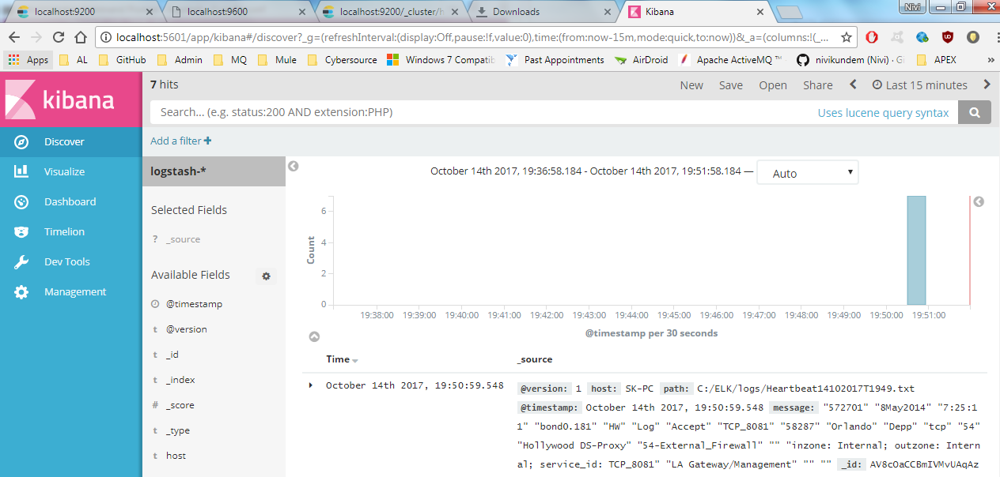 localhost:9200
localhost:9600
localhost:9200/_cluster/h
Downloads
Kibana
Nivi
localhost:5601/app/kibana#/discover?_g=(refreshInterval:(display:Off,pause:!f,value:0),time:(from:now-15m,mode:quick,to:now))&_a=(columns:!(_...
Apps AL GitHub Admin MQ Mule Cybersource Windows 7 Compatib Past Appointments AirDroid Apache ActiveMQ ™ nivikundem (Nivi) · Gi APEX »
kibana
7 hits
New Save Open Share Last 15 minutes
Search... (e.g. status:200 AND extension:PHP)
Uses lucene query syntax
Add a filter +
Discover
Visualize
Dashboard
Timelion
Dev Tools
Management
logstash-*
Selected Fields
? _source
Available Fields
@timestamp
t @version
t _id
t _index
# _score
t _type
t host
October 14th 2017, 19:36:58.184 - October 14th 2017, 19:51:58.184 —
Auto
Count
6
4
2
0
19:38:00 19:39:00 19:40:00 19:41:00 19:42:00 19:43:00 19:44:00 19:45:00 19:46:00 19:47:00 19:48:00 19:49:00 19:50:00 19:51:00
@timestamp per 30 seconds
Time _source
October 14th 2017, 19:50:59.548
@version: 1 host: SK-PC path: C:/ELK/logs/Heartbeat14102017T1949.txt
@timestamp: October 14th 2017, 19:50:59.548 message: "572701" "8May2014" "7:25:1
1" "bond0.181" "HW" "Log" "Accept" "TCP_8081" "58287" "Orlando" "Depp" "tcp" "54"
"Hollywood DS-Proxy" "54-External_Firewall" "" "inzone: Internal; outzone: Intern
al; service_id: TCP_8081" "LA Gateway/Management" "" "" _id: AV8cOaCCBmIVMvUAqAz